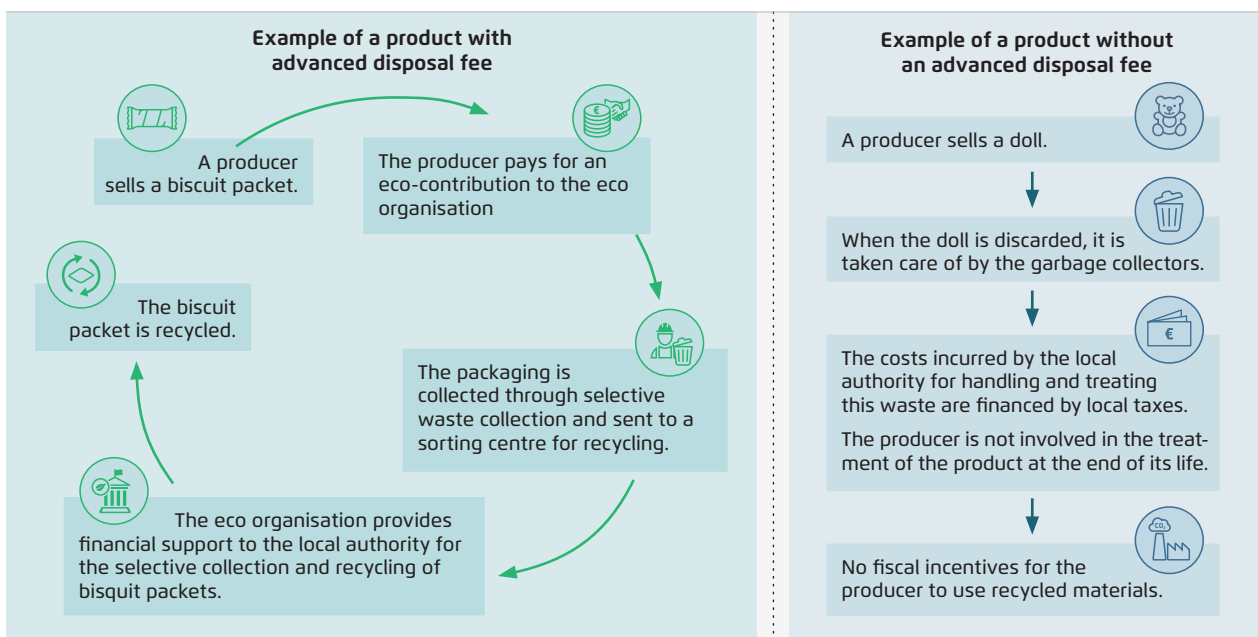 Example of a product with
advanced disposal fee
A producer
sells a biscuit packet.
€
The producer pays for an
eco-contribution to the eco
organisation
The packaging is
collected through selective
waste collection and sent to a
sorting centre for recycling.
The eco organisation provides
financial support to the local authority for
the selective collection and recycling of
bisquit packets.
The biscuit
packet is recycled.
Example of a product without
an advanced disposal fee
A producer sells a doll.
When the doll is discarded, it is
taken care of by the garbage collectors.
€
The costs incurred by the local
authority for handling and treating
this waste are financed by local taxes.
The producer is not involved in the treat-
ment of the product at the end of its life.
CO₂
No fiscal incentives for the
producer to use recycled materials.